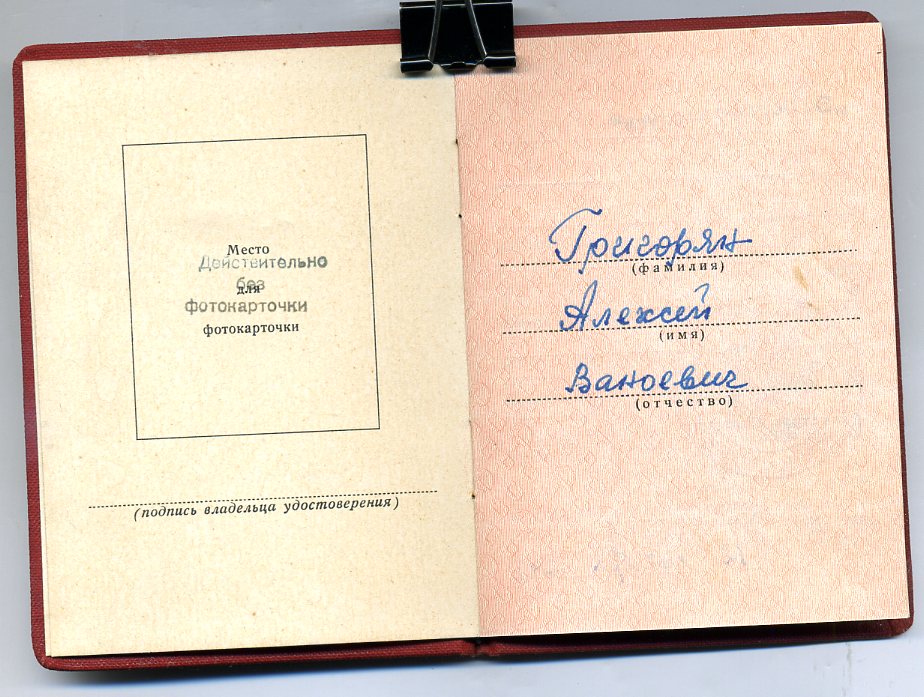 Место
Действительно
без
для
фотокарточки
фотокарточки
(подпись владельца удостоверения)
Григорян
(фамилия)
Алексей
(имя)
Ваноевич
(отчество)